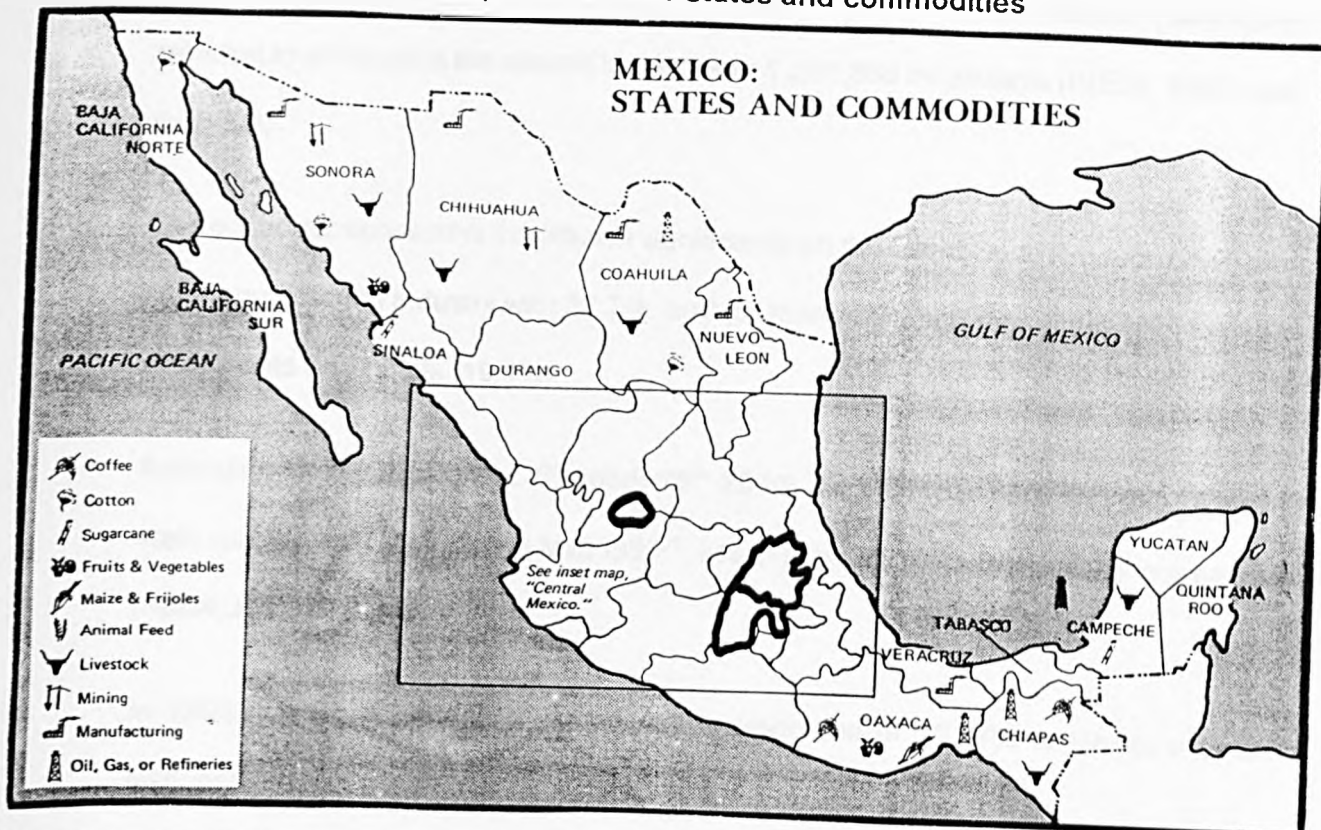 States and commodities
MEXICO:
STATES AND COMMODITIES
BAJA
CALIFORNIA
NORTE
SONORA
CHIHUAHUA
COAHUILA
BAJA
CALIFORNIA
SUR
NUEVO
LEON
GULF OF MEXICO
PACIFIC OCEAN
SINALOA
DURANGO
Coffee
Cotton
Sugarcane
Fruits & Vegetables
Maize & Frijoles
Animal Feed
Livestock
Mining
Manufacturing
Oil, Gas, or Refineries
See inset map,
"Central
Mexico."
YUCATAN
QUINTANA
ROO
TABASCO
CAMPECHE
VERACRUZ
OAXACA
CHIAPAS